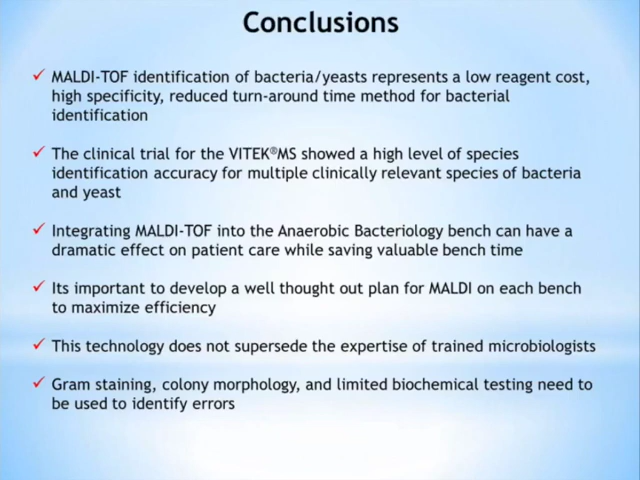 Conclusions
✓ MALDI-TOF identification of bacteria/yeasts represents a low reagent cost,
high specificity, reduced turn-around time method for bacterial
identification
✓ The clinical trial for the VITEK®MS showed a high level of species
identification accuracy for multiple clinically relevant species of bacteria
and yeast
✓ Integrating MALDI-TOF into the Anaerobic Bacteriology bench can have a
dramatic effect on patient care while saving valuable bench time
✓ Its important to develop a well thought out plan for MALDI on each bench
to maximize efficiency
✓ This technology does not supersede the expertise of trained microbiologists
✓ Gram staining, colony morphology, and limited biochemical testing need to
be used to identify errors